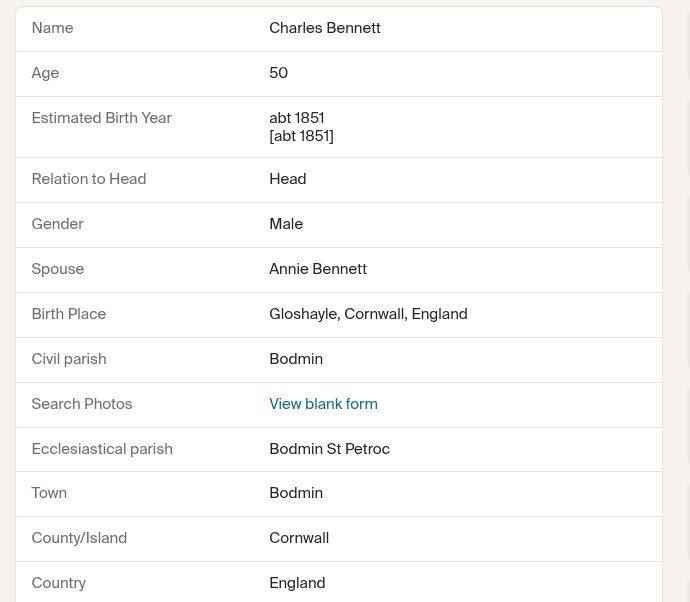 Name Charles Bennett
Age 50
Estimated Birth Year abt 1851
[abt 1851]
Relation to Head Head
Gender Male
Spouse Annie Bennett
Birth Place Gloshayle, Cornwall, England
Civil parish Bodmin
Search Photos View blank form
Ecclesiastical parish Bodmin St Petroc
Town Bodmin
County/Island Cornwall
Country England